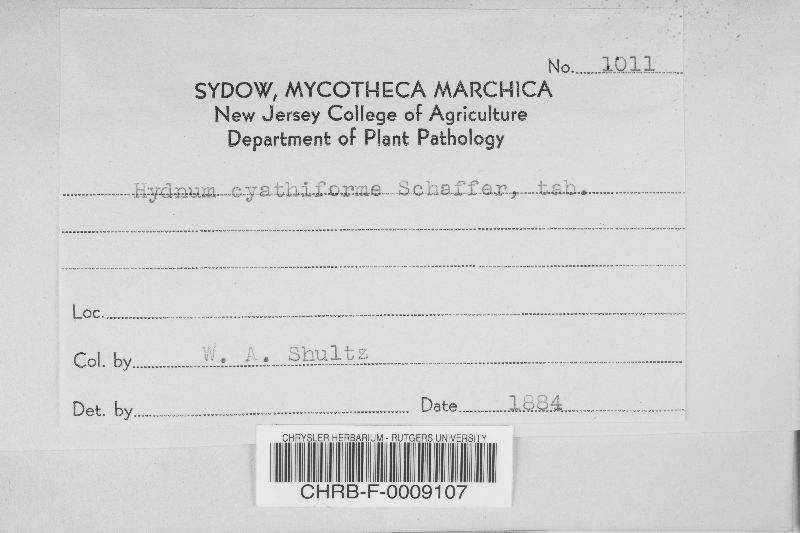 No. 1011
SYDOW, MYCOTHECA MARCHICA
New Jersey College of Agriculture
Department of Plant Pathology
Hydnum cyathiforme Schaffer, tab.
Loc.
Col. by W. A. Shultz
Det. by Date 1884
CHRYSLER HERBARIUM - RUTGERS UNIVERSITY
CHRB-F-0009107